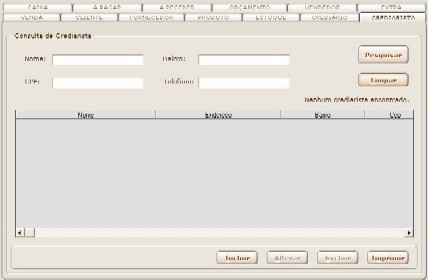 CAIXA A PAGAR A RECEBER ORÇAMENTO VENDEDOR EXTRA
VENDA CLIENTE FORNECEDOR PRODUTO ESTOQUE CREDIÁRIO CREDIARISTA
Consulta de Crediarista
Nome: Bairro: Pesquisar
CPF: Telefone: Limpar
Nenhum crediarista encontrado.
Nome Endereço Bairro Cep
Incluir Alterar Excluir Imprimir